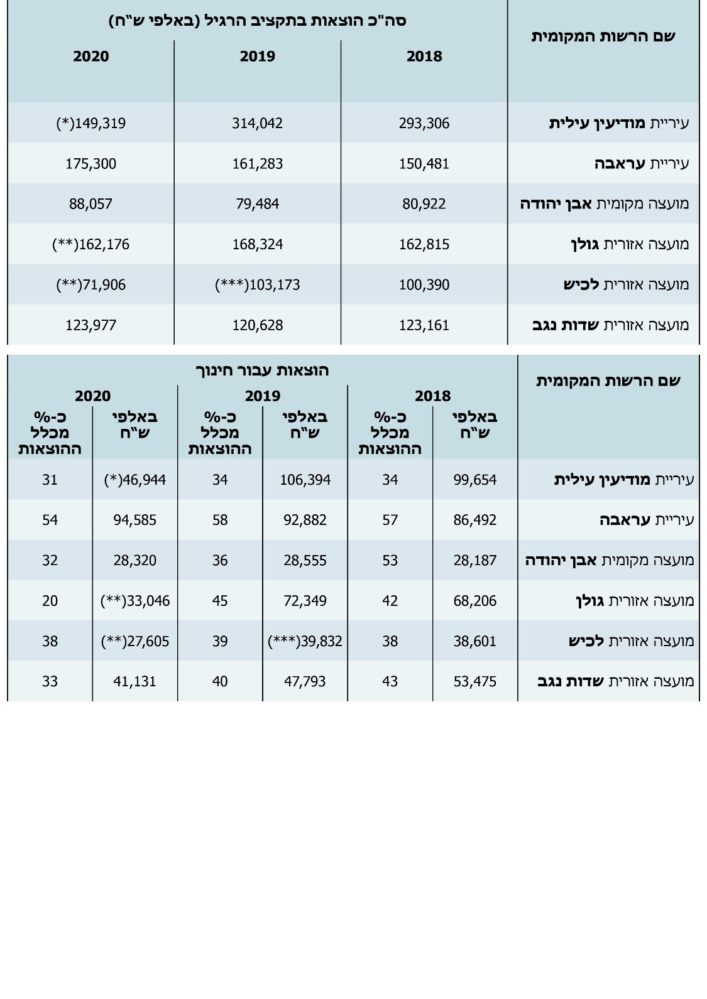 שם הרשות המקומית סה"כ הוצאות בתקציב הרגיל (באלפי ש"ח)
2018 2019 2020
עיריית מודיעין עילית 293,306 314,042 149,319(*)
עיריית עראבה 150,481 161,283 175,300
מועצה מקומית אבן יהודה 80,922 79,484 88,057
מועצה אזורית גולן 162,815 168,324 162,176(**)
מועצה אזורית לכיש 100,390 103,173(***) 71,906(**)
מועצה אזורית שדות נגב 123,161 120,628 123,977
שם הרשות המקומית הוצאות עבור חינוך
2018 2019 2020
באלפי כ-% באלפי כ-% באלפי כ-%
ש"ח מכלל ש"ח מכלל ש"ח מכלל
ההוצאות ההוצאות ההוצאות
עיריית מודיעין עילית 99,654 34 106,394 34 46,944(*) 31
עיריית עראבה 86,492 57 92,882 58 94,585 54
מועצה מקומית אבן יהודה 28,187 53 28,555 36 28,320 32
מועצה אזורית גולן 68,206 42 72,349 45 33,046(**) 20
מועצה אזורית לכיש 38,601 38 39,832(***) 39 27,605(**) 38
מועצה אזורית שדות נגב 53,475 43 47,793 40 41,131 33